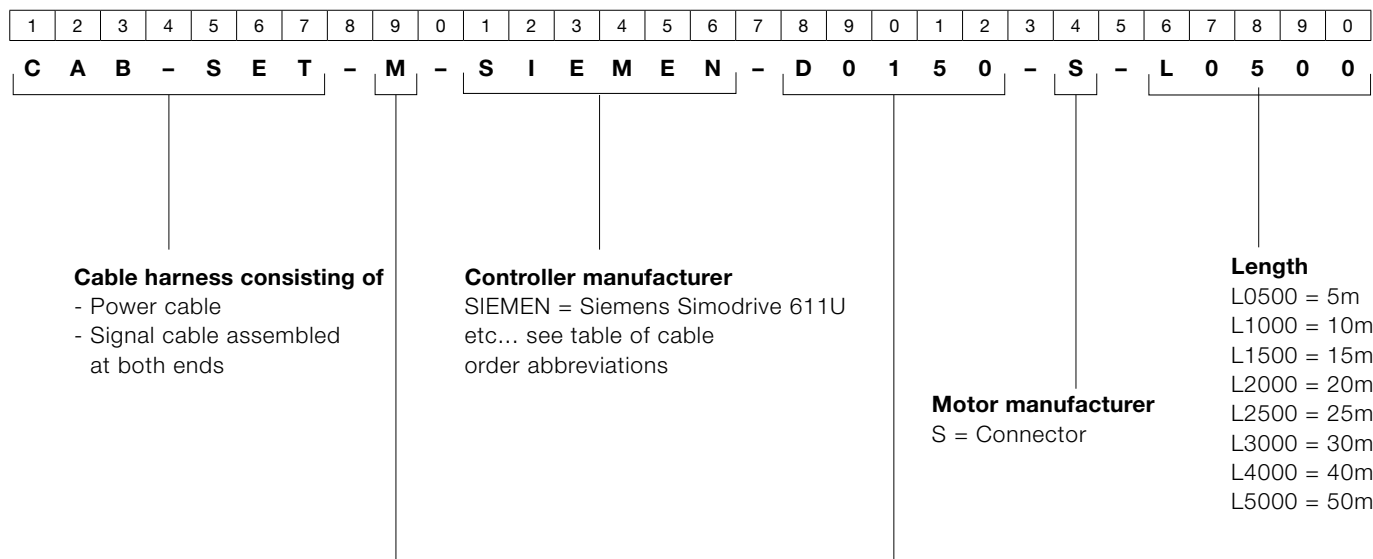 1 2 3 4 5 6 7 8 9 0 1 2 3 4 5 6 7 8 9 0 1 2 3 4 5 6 7 8 9 0
C A B – S E T – M – S I E M E N – D 0 1 5 0 – S – L 0 5 0 0
Cable harness consisting of
- Power cable
- Signal cable assembled
at both ends
Controller manufacturer
SIEMEN = Siemens Simodrive 611U
etc... see table of cable
order abbreviations
Motor manufacturer
S = Connector
Length
L0500 = 5m
L1000 = 10m
L1500 = 15m
L2000 = 20m
L2500 = 25m
L3000 = 30m
L4000 = 40m
L5000 = 50m